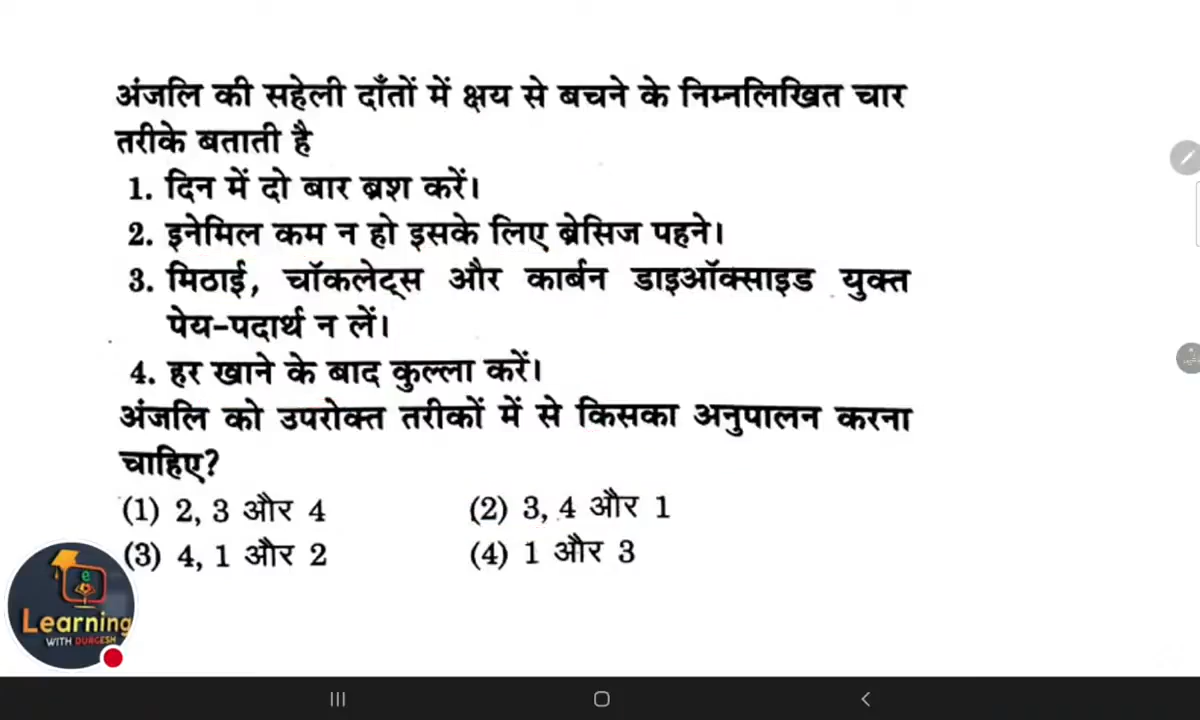 अंजलि की सहेली दाँतों में क्षय से बचने के निम्नलिखित चार
तरीके बताती है
1. दिन में दो बार ब्रश करें।
2. इनेमिल कम न हो इसके लिए ब्रेसिज पहने।
3. मिठाई, चॉकलेट्स और कार्बन डाइऑक्साइड युक्त
पेय-पदार्थ न लें।
4. हर खाने के बाद कुल्ला करें।
अंजलि को उपरोक्त तरीकों में से किसका अनुपालन करना
चाहिए?
(1) 2, 3 और 4 (2) 3, 4 और 1
(3) 4, 1 और 2 (4) 1 और 3
e
Learning
WITH DURGESH